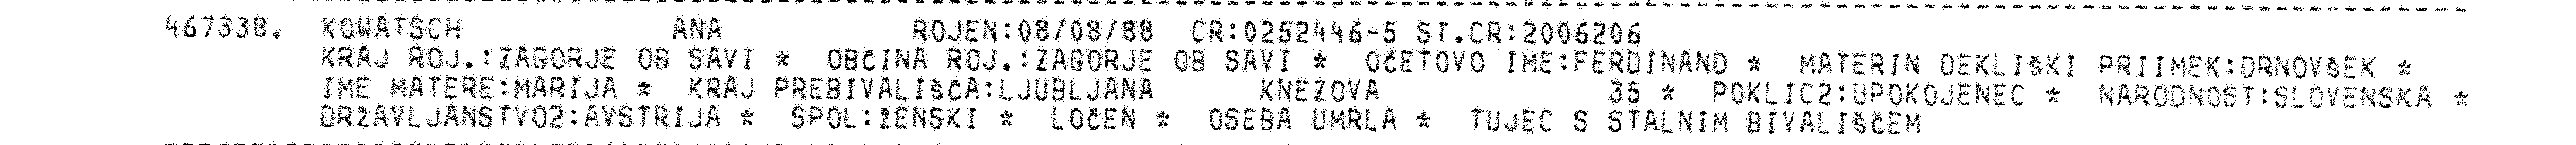 467338. KOWATSCH ANA ROJEN:08/08/88 CR:0252446-5 ST.CR:2006206
KRAJ ROJ.:ZAGORJE OB SAVI * OBČINA ROJ.:ZAGORJE OB SAVI * OČETOVO IME:FERDINAND * MATERIN DEKLIŠKI PRIIMEK:DRNOVŠEK *
IME MATERE:MARIJA * KRAJ PREBIVALIŠČA:LJUBLJANA KNEZOVA 35 * POKLIC2:UPOKOJENEC * NARODNOST:SLOVENSKA *
DRŽAVLJANSTVO2:AVSTRIJA * SPOL:ŽENSKI * LOČEN * OSEBA UMRLA * TUJEC S STALNIM BIVALIŠČEM